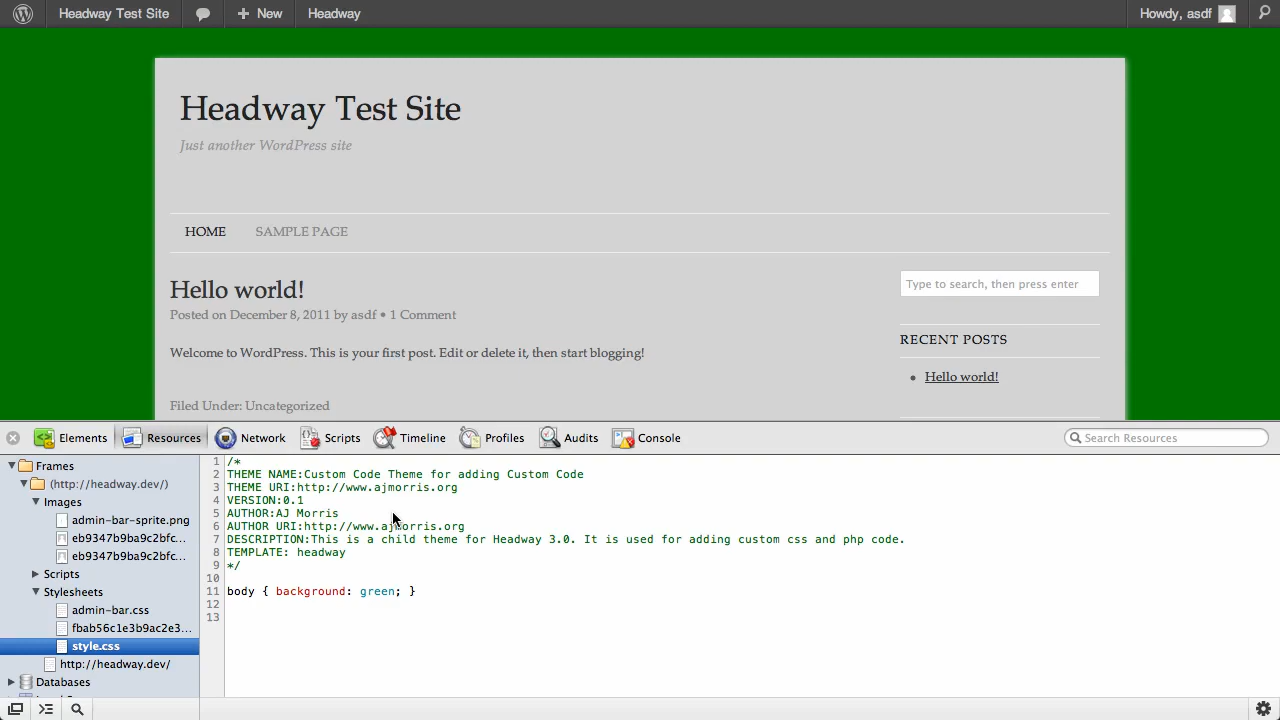 Headway Test Site New Headway Howdy, asdf
Headway Test Site
Just another WordPress site
HOME SAMPLE PAGE
Hello world!
Posted on December 8, 2011 by asdf • 1 Comment
Welcome to WordPress. This is your first post. Edit or delete it, then start blogging!
Filed Under: Uncategorized
Type to search, then press enter
RECENT POSTS
Hello world!
Elements Resources Network Scripts Timeline Profiles Audits Console Search Resources
Frames
(http://headway.dev/)
Images
admin-bar-sprite.png
eb9347b9ba9c2bfc...
eb9347b9ba9c2bfc...
Scripts
Stylesheets
admin-bar.css
fbab56c1e3b9ac2e3...
style.css
http://headway.dev/
Databases
1 /*
2 THEME NAME:Custom Code Theme for adding Custom Code
3 THEME URI:http://www.ajmorris.org
4 VERSION:0.1
5 AUTHOR:AJ Morris
6 AUTHOR URI:http://www.ajmorris.org
7 DESCRIPTION:This is a child theme for Headway 3.0. It is used for adding custom css and php code.
8 TEMPLATE: headway
9 */
10
11 body { background: green; }
12
13